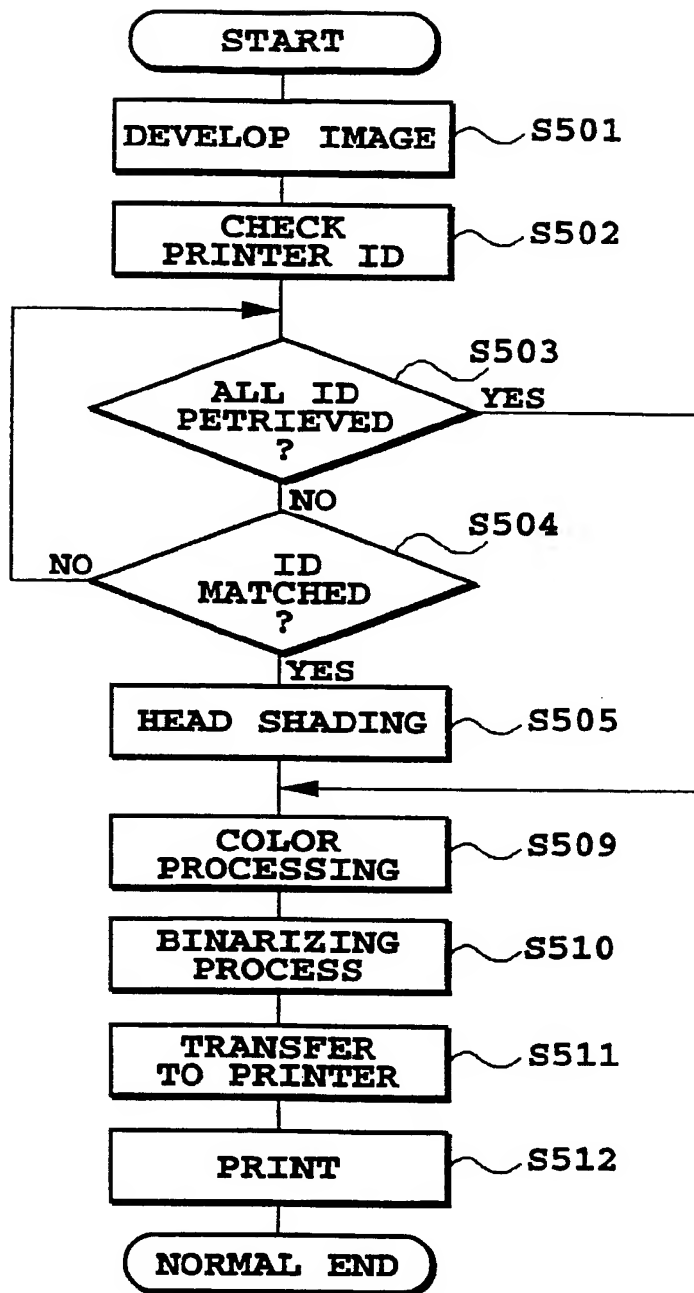 START
DEVELOP IMAGE
S501
CHECK
PRINTER ID
S502
S503
ALL ID
PETRIEVED
?
YES
NO
S504
NO
ID
MATCHED
?
YES
HEAD SHADING
S505
COLOR
PROCESSING
S509
BINARIZING
PROCESS
S510
TRANSFER
TO PRINTER
S511
PRINT
S512
NORMAL END